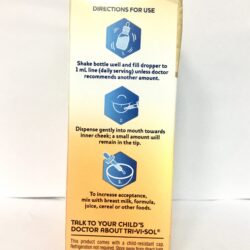 DIRECTIONS FOR USE
Shake bottle well and fill dropper to
1 mL line (daily serving) unless doctor
recommends another amount.
Dispense gently into mouth towards
inner cheek; a small amount will
remain in the tip.
To increase acceptance,
mix with breast milk, formula,
juice, cereal or other foods.
TALK TO YOUR CHILD'S
DOCTOR ABOUT TRI-VI-SOL®
This product comes with a child-resistant cap.
Refrigeration not required.